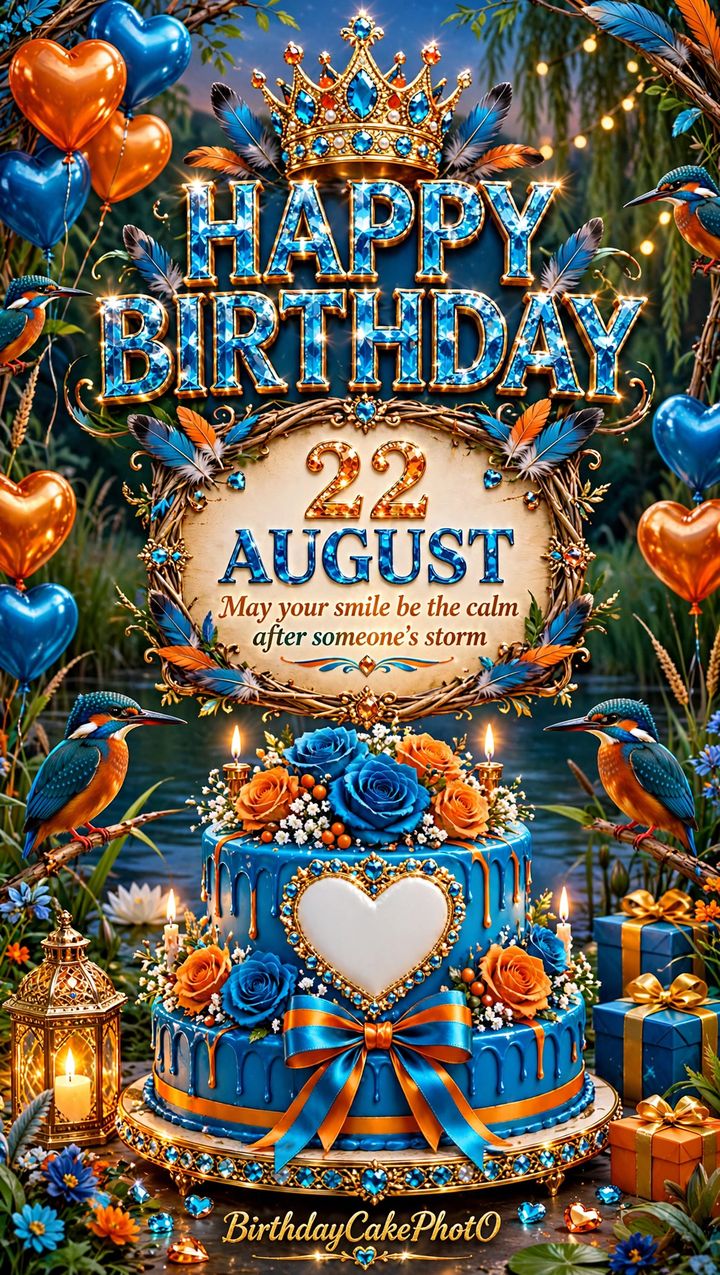 HAPPY
BIRTHDAY
22
AUGUST
May your smile be the calm
after someone's storm
BirthdayCakePhotO